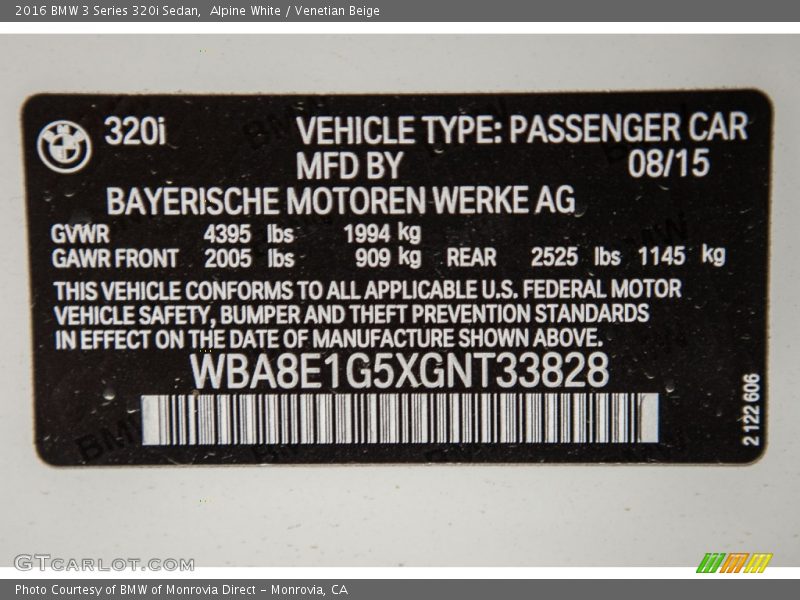 2016 BMW 3 Series 320i Sedan, Alpine White / Venetian Beige
320i VEHICLE TYPE: PASSENGER CAR
MFD BY 08/15
BAYERISCHE MOTOREN WERKE AG
GVWR 4395 lbs 1994 kg
GAWR FRONT 2005 lbs 909 kg REAR 2525 lbs 1145 kg
THIS VEHICLE CONFORMS TO ALL APPLICABLE U.S. FEDERAL MOTOR
VEHICLE SAFETY, BUMPER AND THEFT PREVENTION STANDARDS
IN EFFECT ON THE DATE OF MANUFACTURE SHOWN ABOVE.
WBA8E1G5XGNT33828
2 122 606
GTCARLOT.COM
Photo Courtesy of BMW of Monrovia Direct - Monrovia, CA